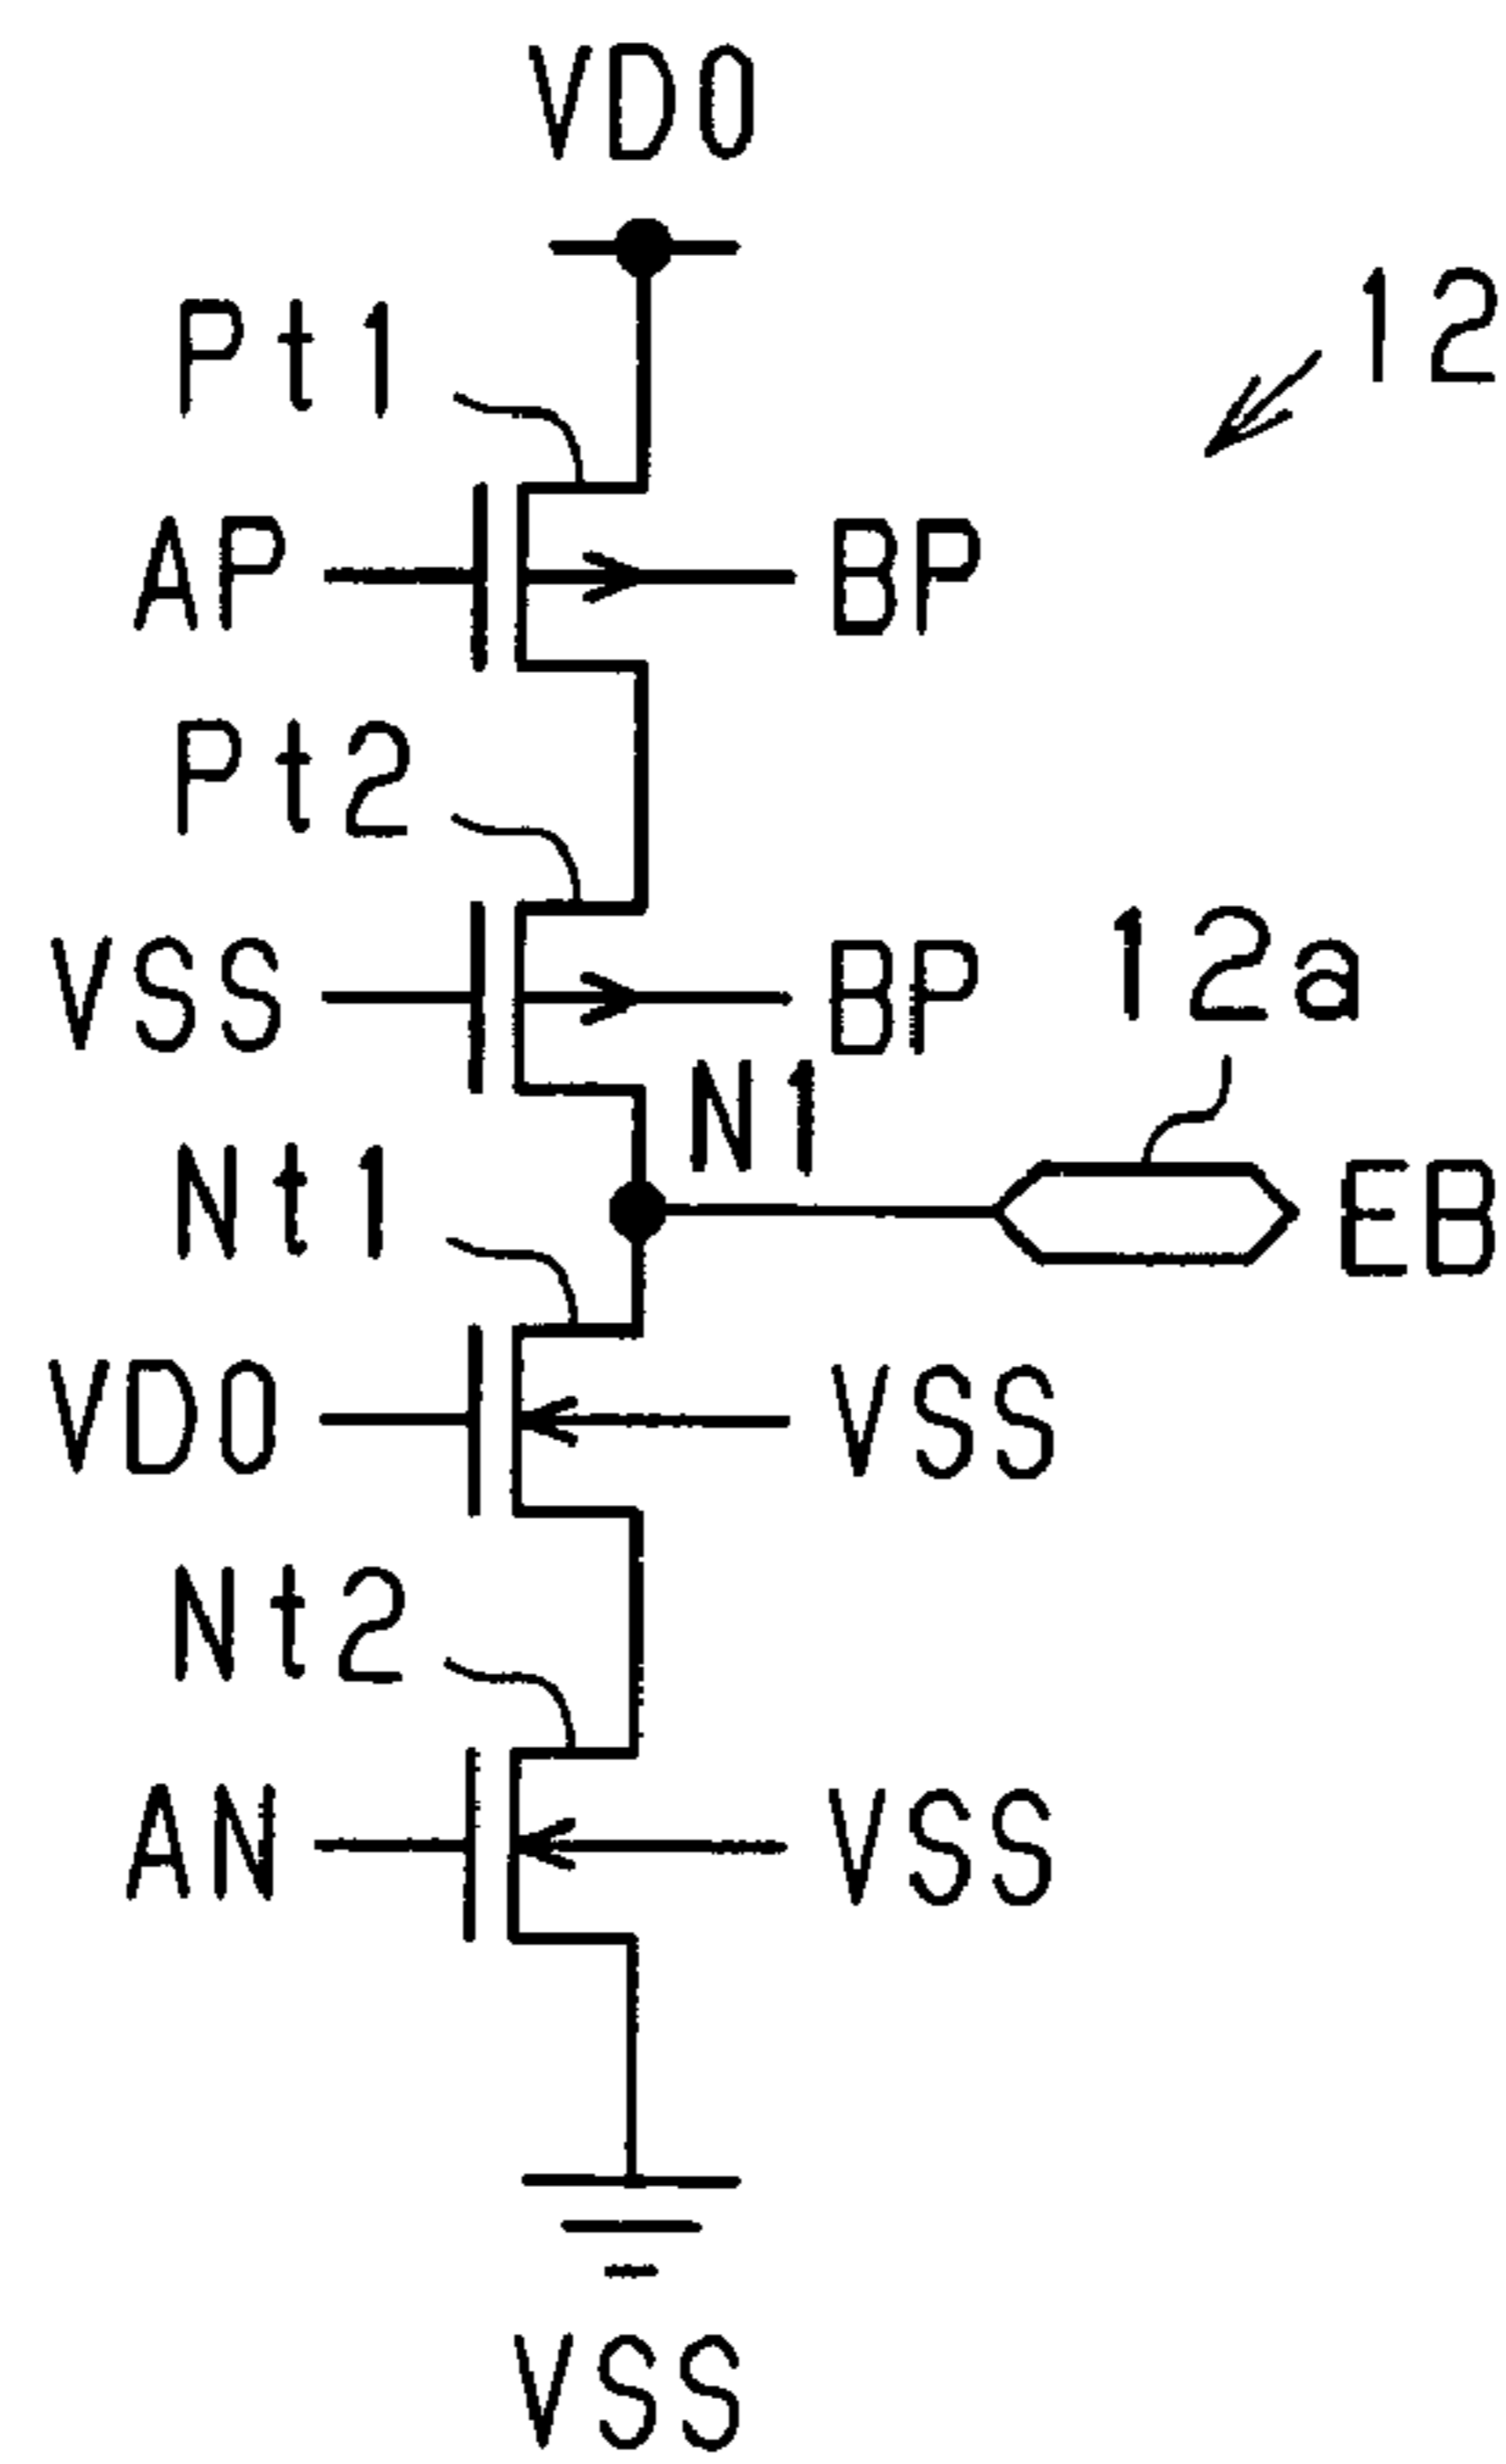 VD0
12
Pt1
AP BP
Pt2
VSS BP 12a
N1
Nt1 EB
VD0 VSS
Nt2
AN VSS
VSS